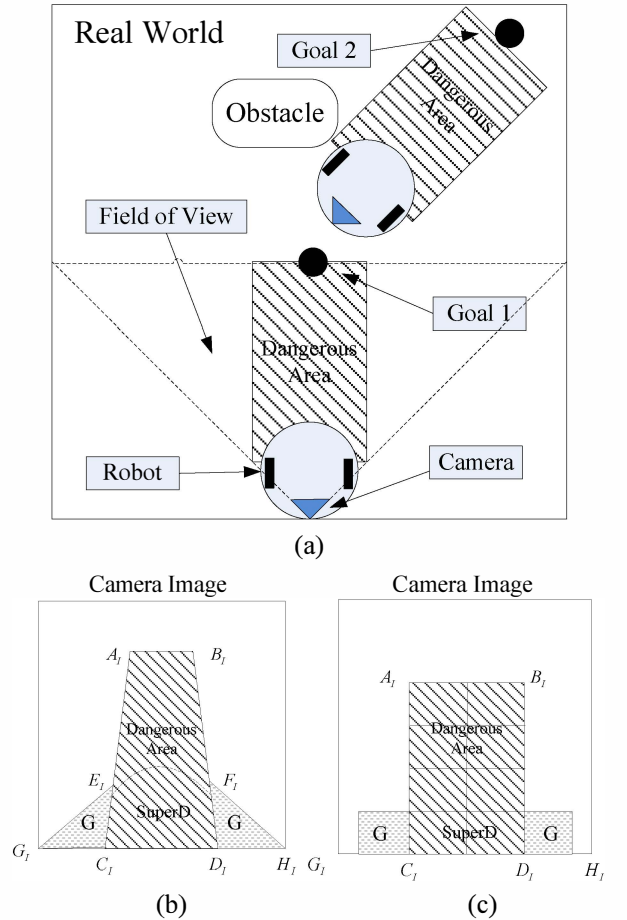 Real World
Goal 2
Dangerous
Area
Obstacle
Field of View
Goal 1
Dangerous
Area
Robot
Camera
(a)
Camera Image
A_I
B_I
Dangerous
Area
E_I
F_I
G
SuperD
G
G_I
C_I
D_I
H_I
(b)
Camera Image
A_I
B_I
Dangerous
Area
G
SuperD
G
G_I
C_I
D_I
H_I
(c)